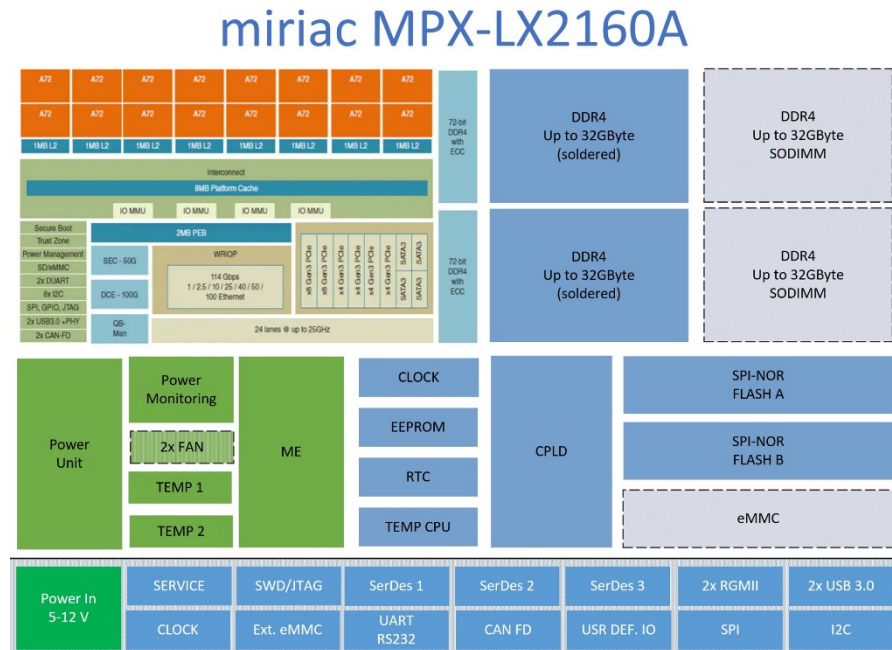 miriac MPX-LX2160A
A72 A72 A72 A72 A72 A72 A72 A72
A72 A72 A72 A72 A72 A72 A72 A72
1MB L2 1MB L2 1MB L2 1MB L2 1MB L2 1MB L2 1MB L2 1MB L2
72-bit
DDR4
with
ECC
DDR4
Up to 32GByte
(soldered)
DDR4
Up to 32GByte
SODIMM
Interconnect
8MB Platform Cache
IO MMU IO MMU IO MMU IO MMU
Secure Boot
Trust Zone
Power Management
SD/eMMC
2x DUART
8x I2C
SPI, GPIO, JTAG
2x USB3.0 +PHY
2x CAN-FD
2MB PEB
SEC - 50G
DCE - 100G
QB-
Man
WRIOP
114 Gbps
1 / 2.5 / 10 / 25 / 40 / 50 /
100 Ethernet
x8 Gen3 PCIe
x8 Gen3 PCIe
x4 Gen3 PCIe
x4 Gen3 PCIe
x4 Gen3 PCIe
x4 Gen3 PCIe
SATA3 SATA3
SATA3 SATA3
24 lanes @ up to 25GHz
72-bit
DDR4
with
ECC
DDR4
Up to 32GByte
(soldered)
DDR4
Up to 32GByte
SODIMM
Power
Unit
Power
Monitoring
2x FAN
TEMP 1
TEMP 2
ME
CLOCK
EEPROM
RTC
TEMP CPU
CPLD
SPI-NOR
FLASH A
SPI-NOR
FLASH B
eMMC
Power In
5-12 V
SERVICE SWD/JTAG SerDes 1 SerDes 2 SerDes 3 2x RGMII 2x USB 3.0
CLOCK Ext. eMMC UART
RS232 CAN FD USR DEF. IO SPI I2C